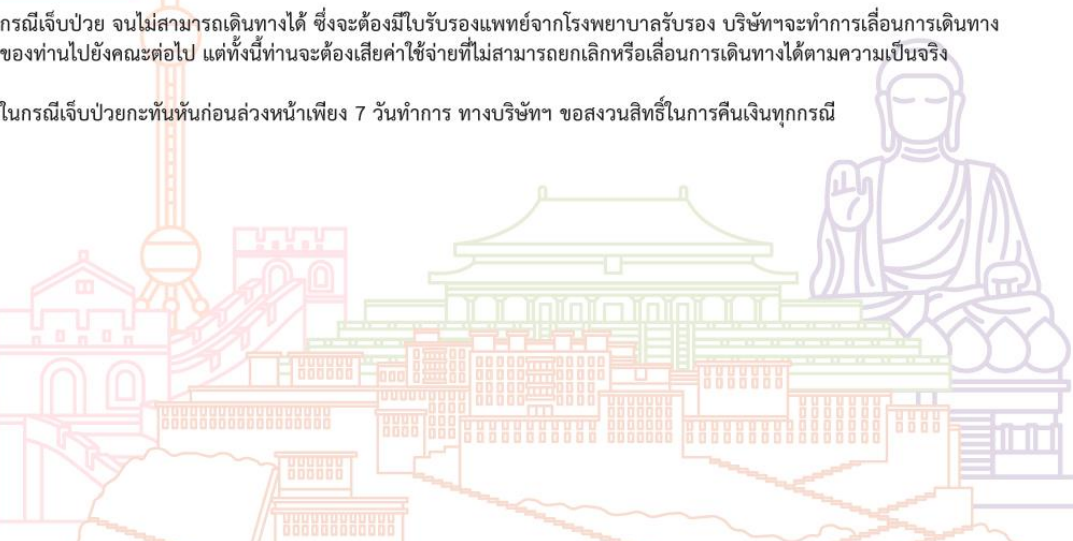 กรณีเจ็บป่วย จนไม่สามารถเดินทางได้ ซึ่งจะต้องมีใบรับรองแพทย์จากโรงพยาบาลรับรอง บริษัทฯจะทำการเลื่อนการเดินทาง
ของท่านไปยังคณะต่อไป แต่ทั้งนี้ท่านจะต้องเสียค่าใช้จ่ายที่ไม่สามารถยกเลิกหรือเลื่อนการเดินทางได้ตามความเป็นจริง
ในกรณีเจ็บป่วยกะทันหันก่อนล่วงหน้าเพียง 7 วันทำการ ทางบริษัทฯ ขอสงวนสิทธิ์ในการคืนเงินทุกกรณี